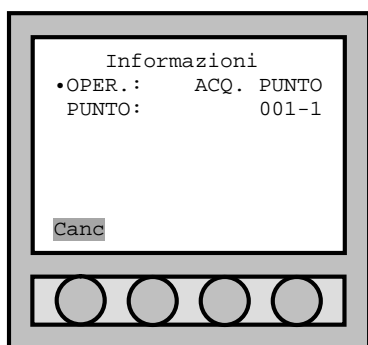 Informazioni
•OPER.: ACQ. PUNTO
PUNTO: 001-1
Canc